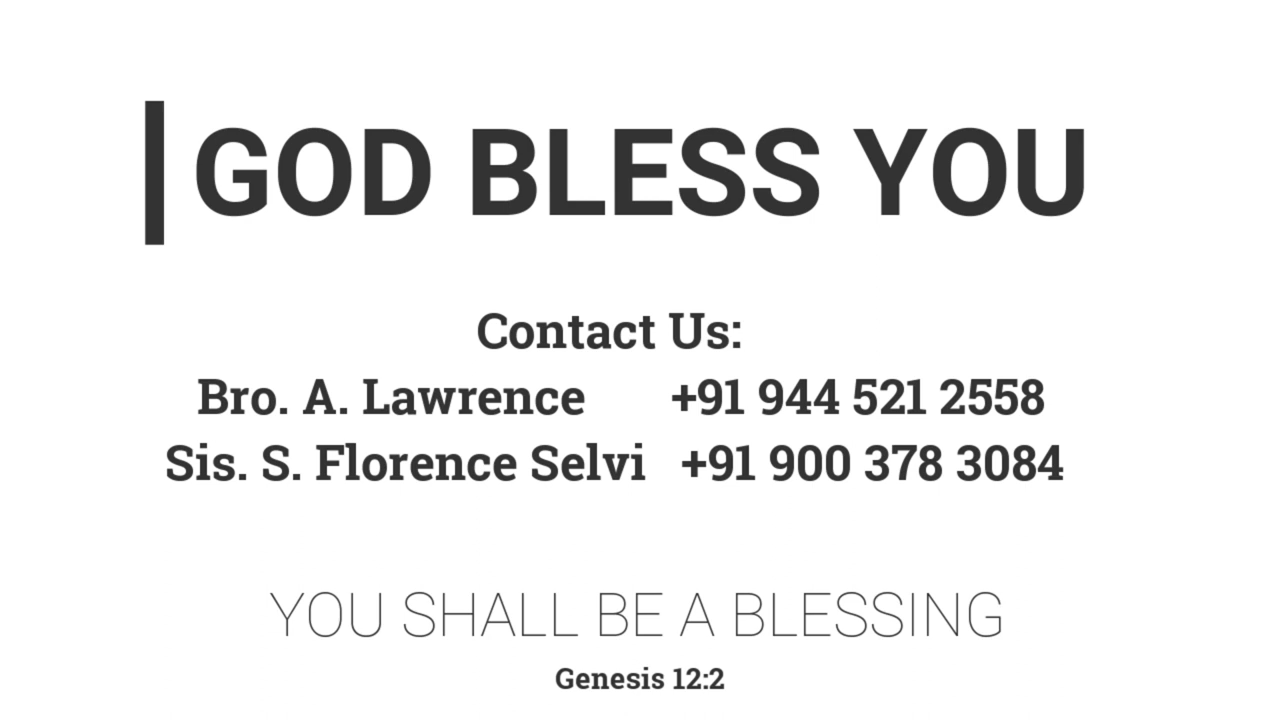 GOD BLESS YOU
Contact Us:
Bro. A. Lawrence +91 944 521 2558
Sis. S. Florence Selvi +91 900 378 3084
YOU SHALL BE A BLESSING
Genesis 12:2